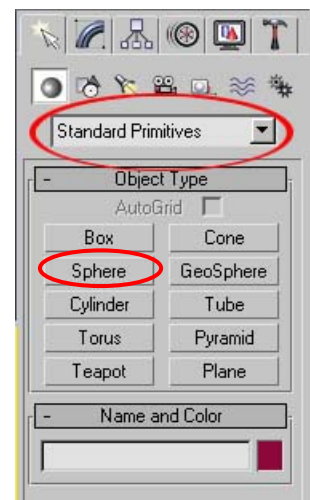 Standard Primitives
- Object Type
AutoGrid
Box Cone
Sphere GeoSphere
Cylinder Tube
Torus Pyramid
Teapot Plane
- Name and Color